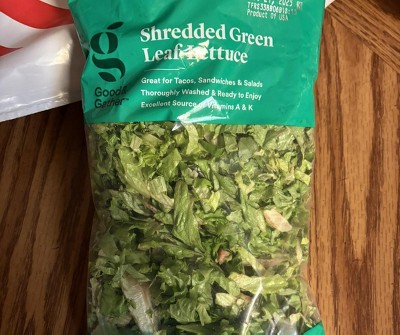 Shredded Green
Leaf Lettuce
Great for Tacos, Sandwiches & Salads
Thoroughly Washed & Ready to Enjoy
Excellent Source of Vitamins A & K
g
Good &
Gather™
Product of USA